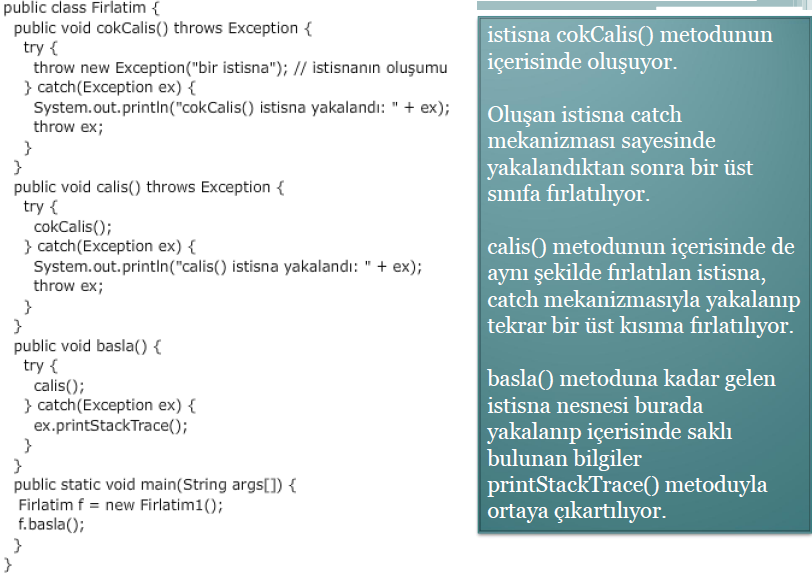 public class Firlatim {
public void cokCalis() throws Exception {
try {
throw new Exception("bir istisna"); // istisnanın oluşumu
} catch(Exception ex) {
System.out.println("cokCalis() istisna yakalandı: " + ex);
throw ex;
}
}
public void calis() throws Exception {
try {
cokCalis();
} catch(Exception ex) {
System.out.println("calis() istisna yakalandı: " + ex);
throw ex;
}
}
public void basla() {
try {
calis();
} catch(Exception ex) {
ex.printStackTrace();
}
}
public static void main(String args[]) {
Firlatim f = new Firlatim1();
f.basla();
}
}
istisna cokCalis() metodunun
içerisinde oluşuyor.
Oluşan istisna catch
mekanizması sayesinde
yakalandıktan sonra bir üst
sınıfa fırlatılıyor.
calis() metodunun içerisinde de
aynı şekilde fırlatılan istisna,
catch mekanizmasıyla yakalanıp
tekrar bir üst kısıma fırlatılıyor.
basla() metoduna kadar gelen
istisna nesnesi burada
yakalanıp içerisinde saklı
bulunan bilgiler
printStackTrace() metoduyla
ortaya çıkartılıyor.